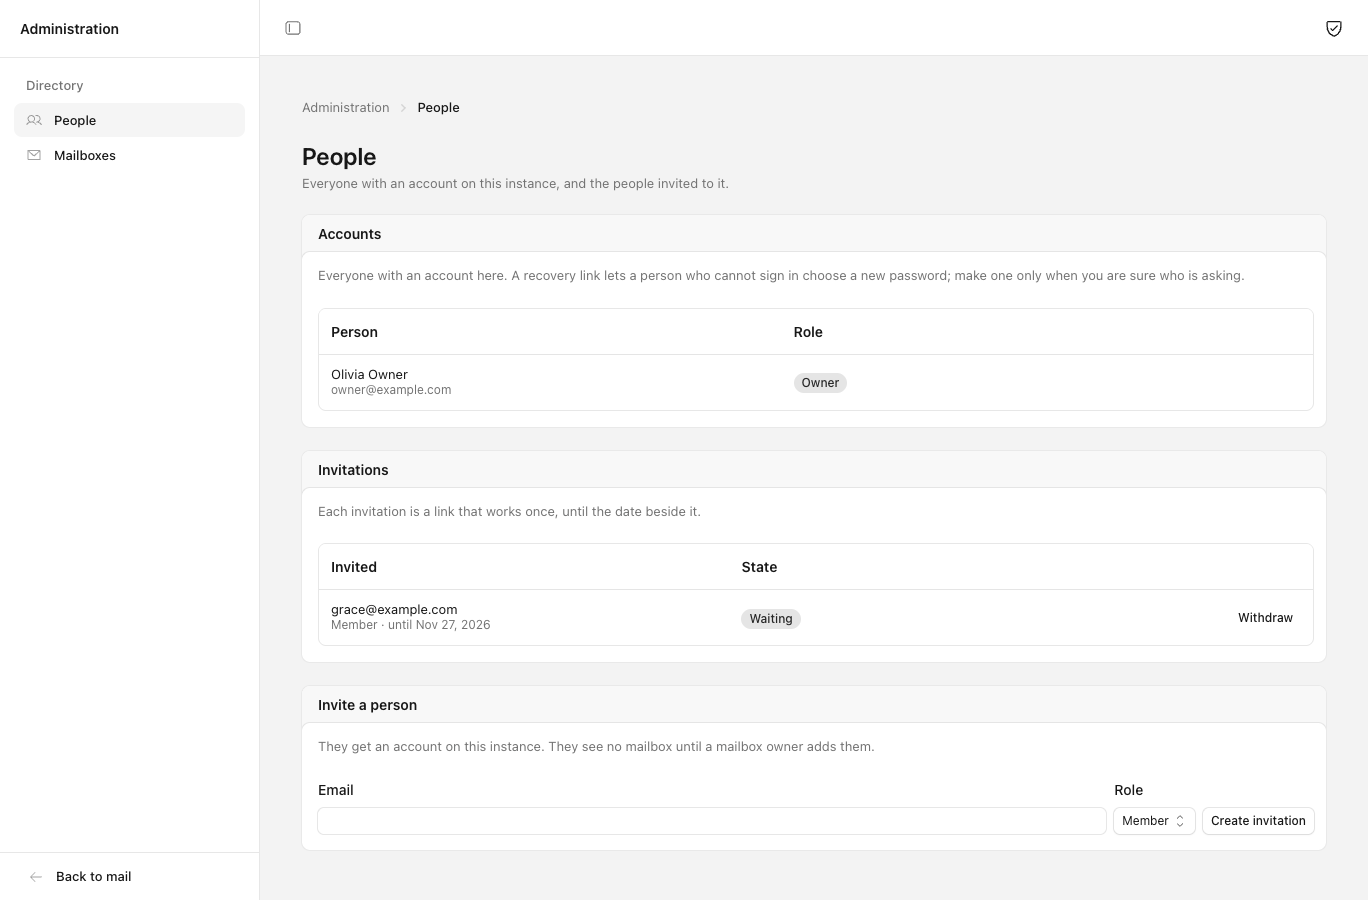 Administration
Directory
People
Mailboxes
Back to mail
Administration > People
People
Everyone with an account on this instance, and the people invited to it.
Accounts
Everyone with an account here. A recovery link lets a person who cannot sign in choose a new password; make one only when you are sure who is asking.
Person Role
Olivia Owner
owner@example.com
Owner
Invitations
Each invitation is a link that works once, until the date beside it.
Invited State
grace@example.com
Member · until Nov 27, 2026
Waiting
Withdraw
Invite a person
They get an account on this instance. They see no mailbox until a mailbox owner adds them.
Email Role
Member Create invitation